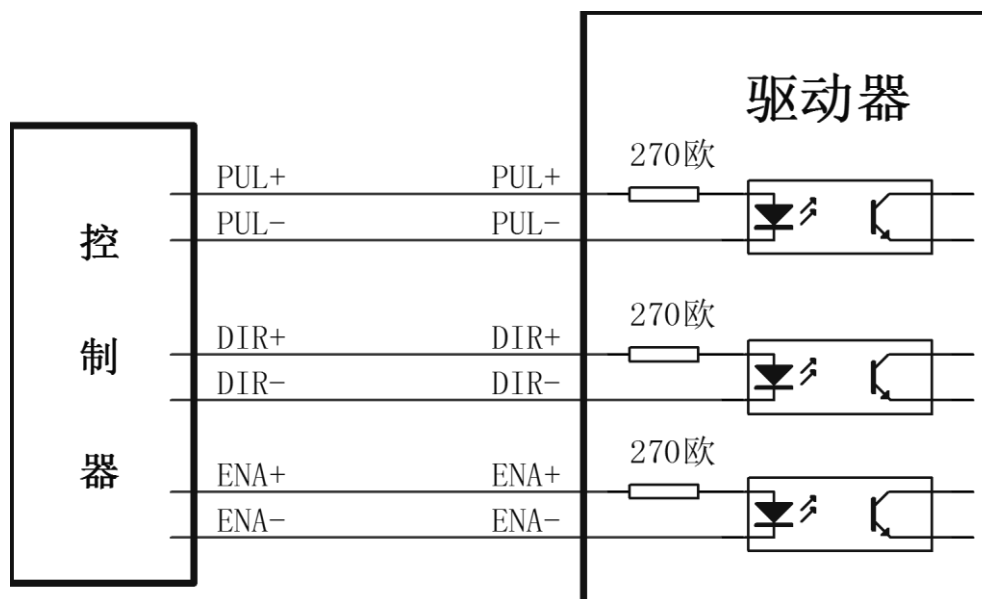 驱动器
270欧
PUL+ PUL+
PUL- PUL-
控
制
器
270欧
DIR+ DIR+
DIR- DIR-
270欧
ENA+ ENA+
ENA- ENA-